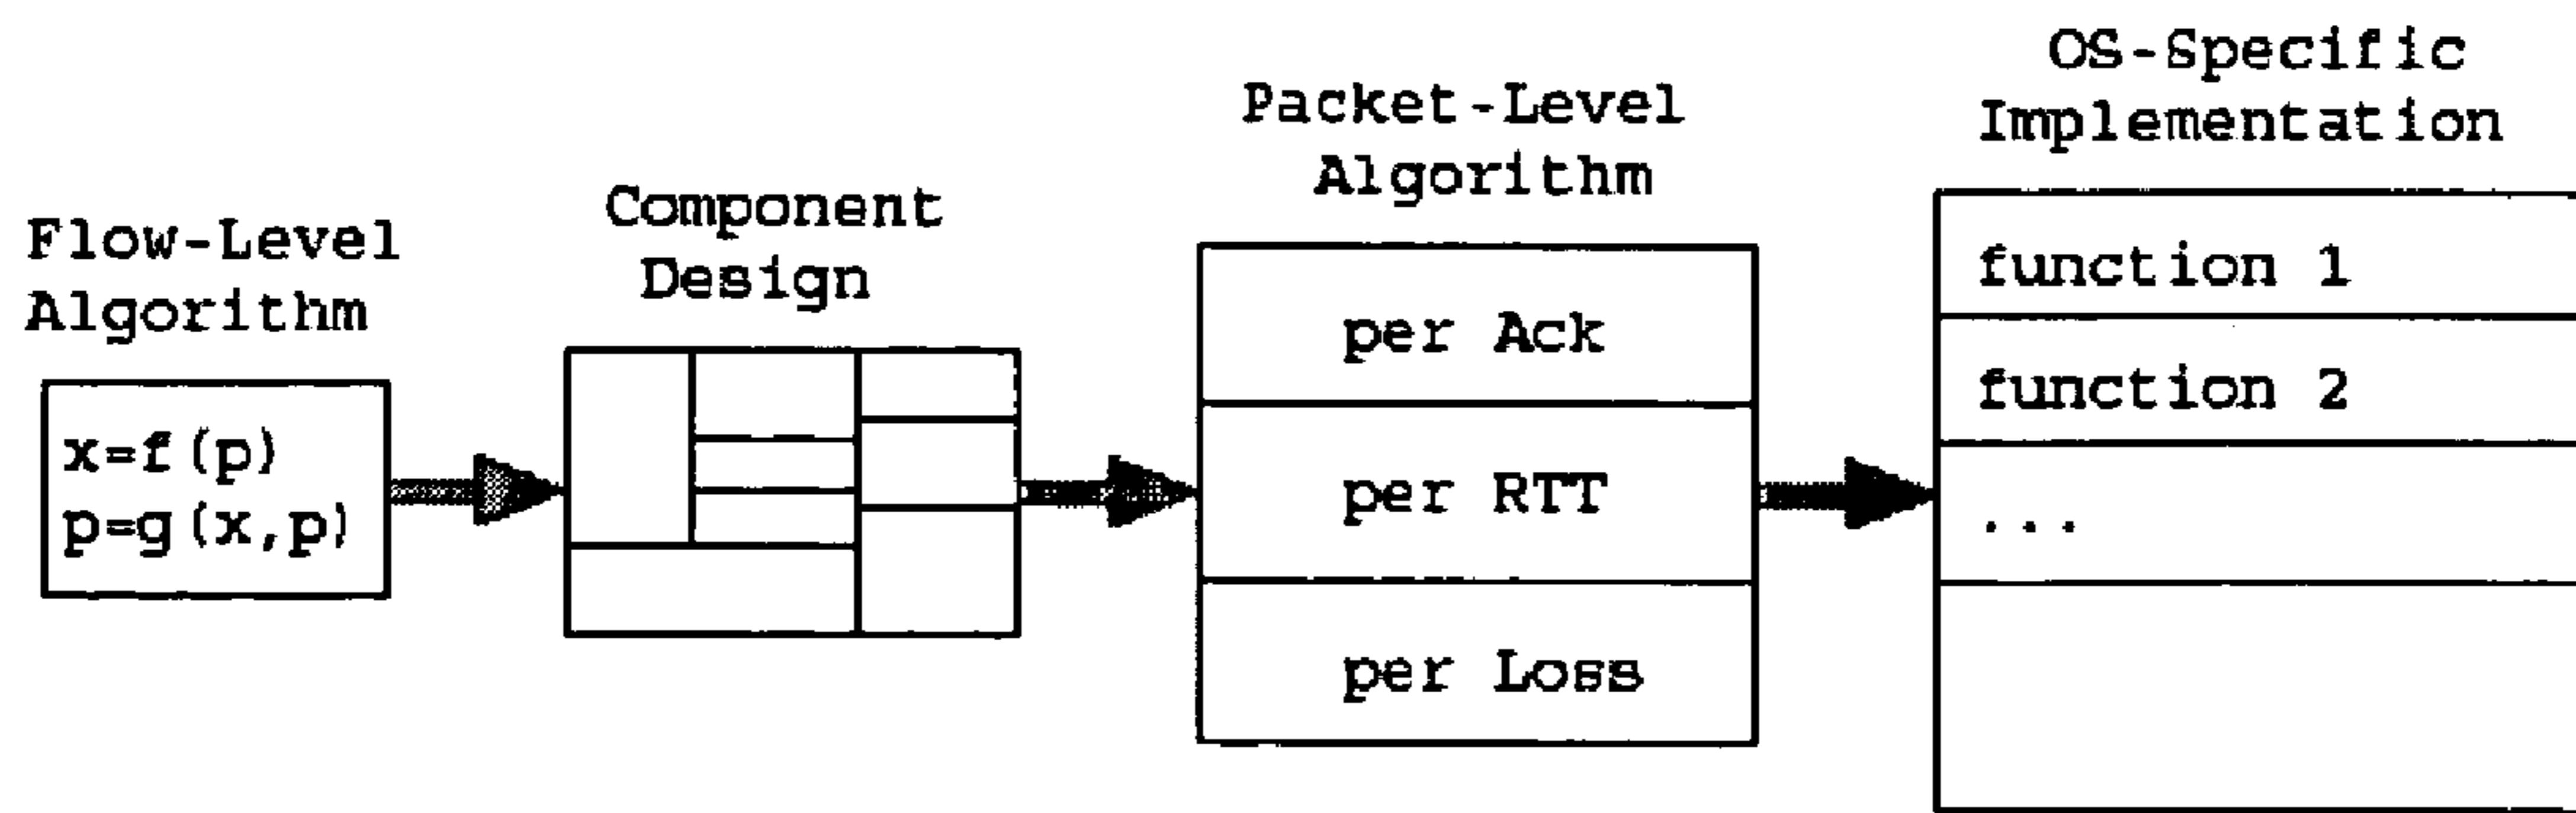 Flow-Level
Algorithm
x=f(p)
p=g(x,p)
Component
Design
Packet-Level
Algorithm
per Ack
per RTT
per Loss
OS-Specific
Implementation
function 1
function 2
...